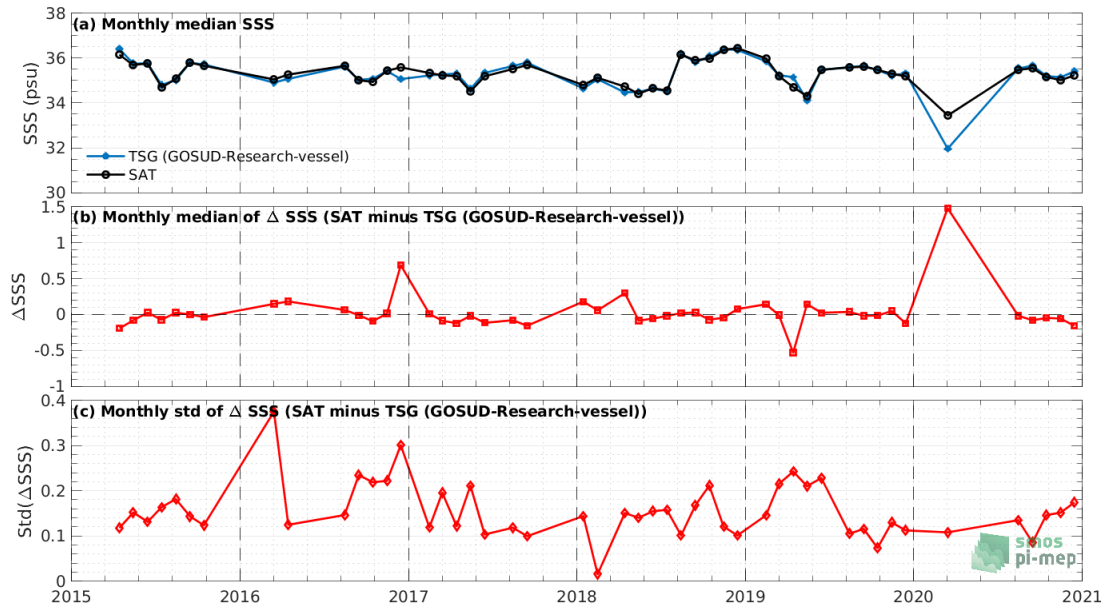 (a) Monthly median SSS
38
36
34
32
30
SSS (psu)
TSG (GOSUD-Research-vessel)
SAT
(b) Monthly median of Δ SSS (SAT minus TSG (GOSUD-Research-vessel))
1.5
1
0.5
0
-0.5
-1
ΔSSS
(c) Monthly std of Δ SSS (SAT minus TSG (GOSUD-Research-vessel))
0.4
0.3
0.2
0.1
0
Std(ΔSSS)
smos
pi-mep
2015 2016 2017 2018 2019 2020 2021